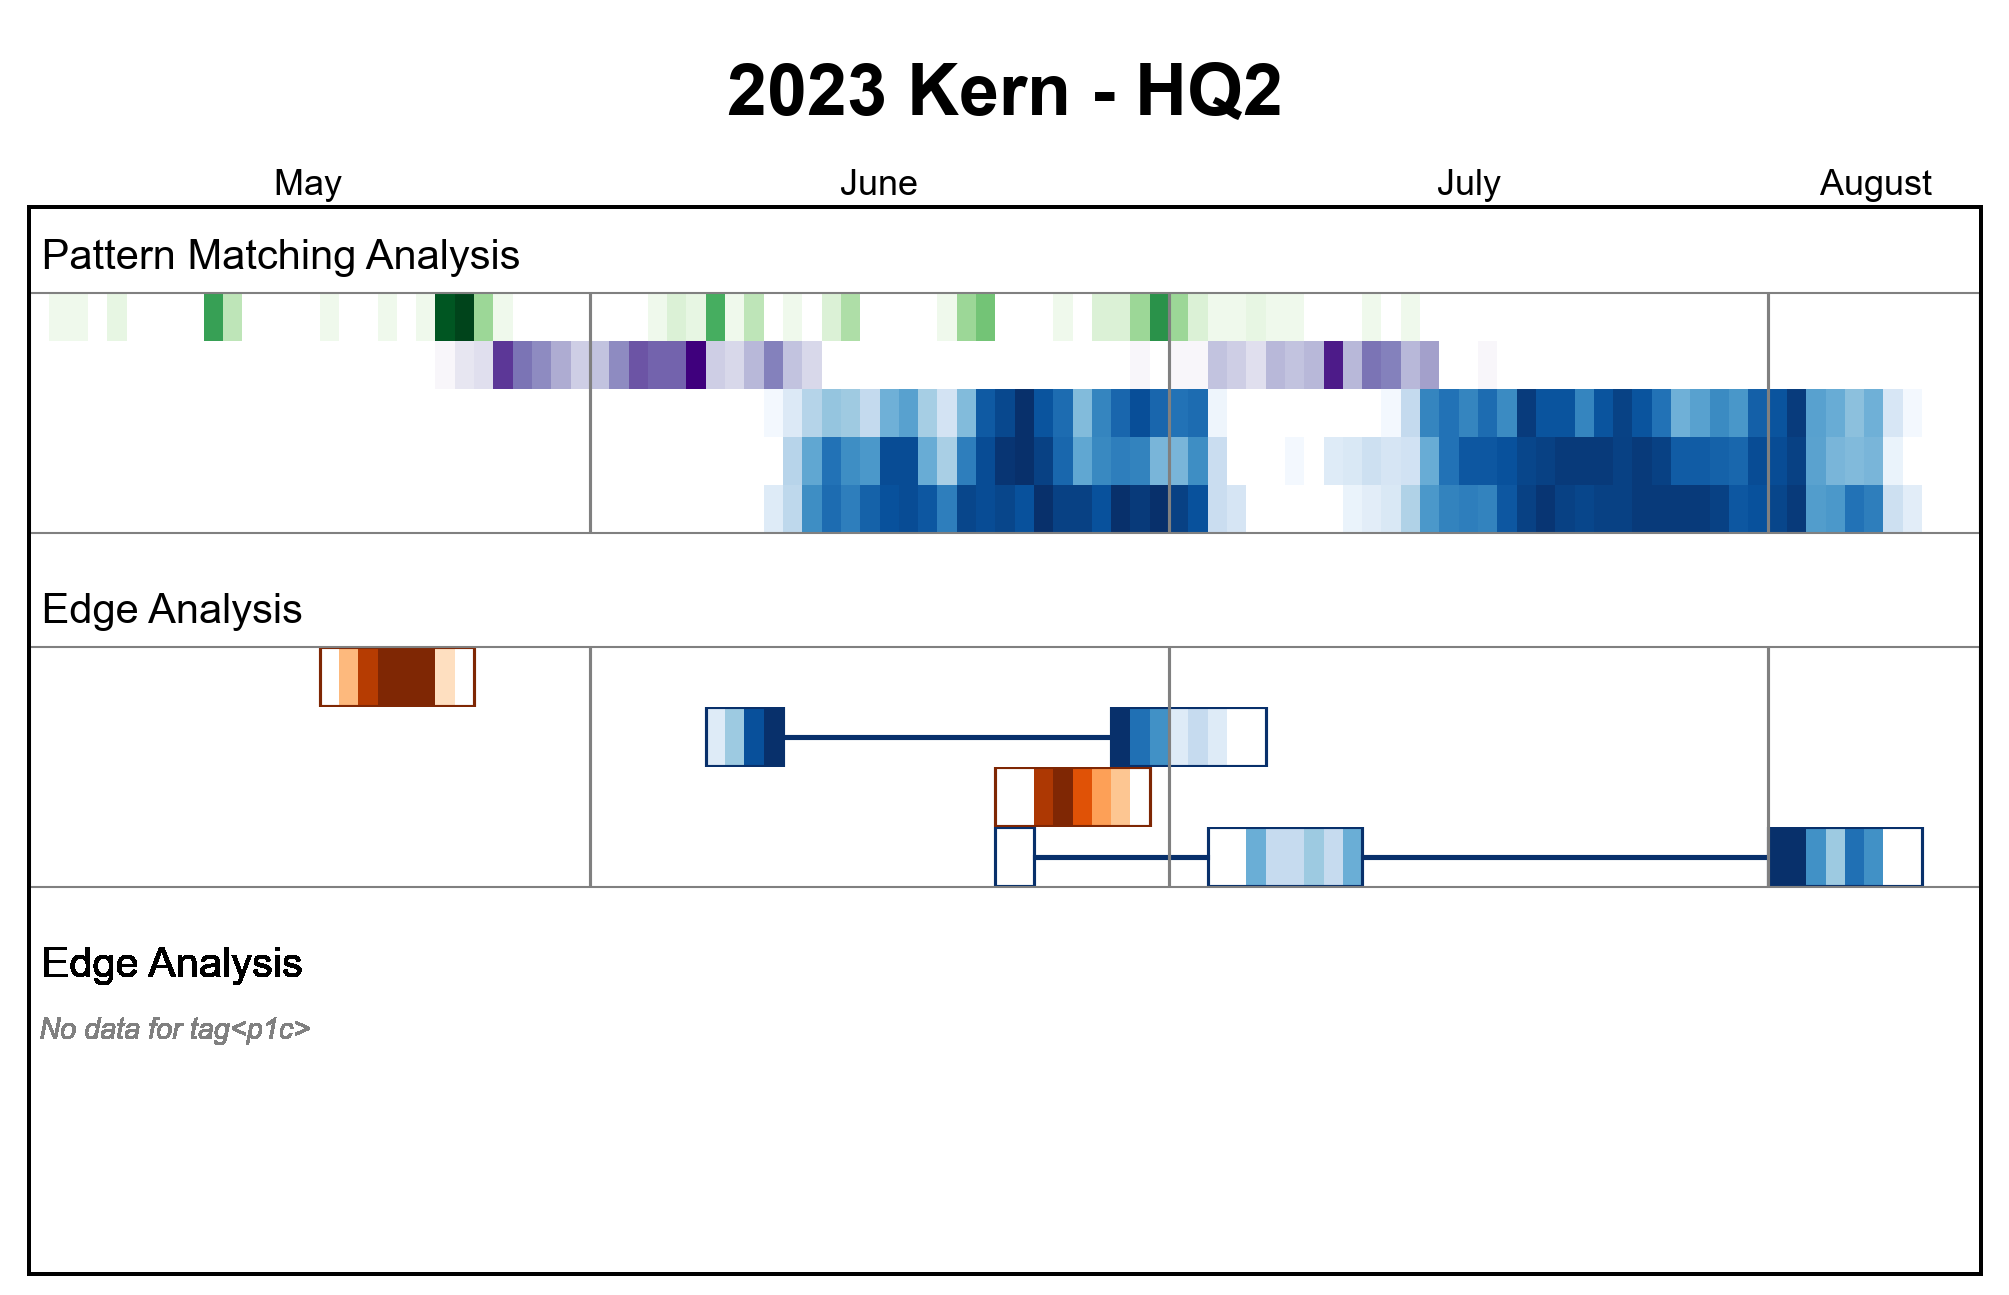 2023 Kern - HQ2
May June July August
Pattern Matching Analysis
Edge Analysis
Edge Analysis
No data for tag<p1c>